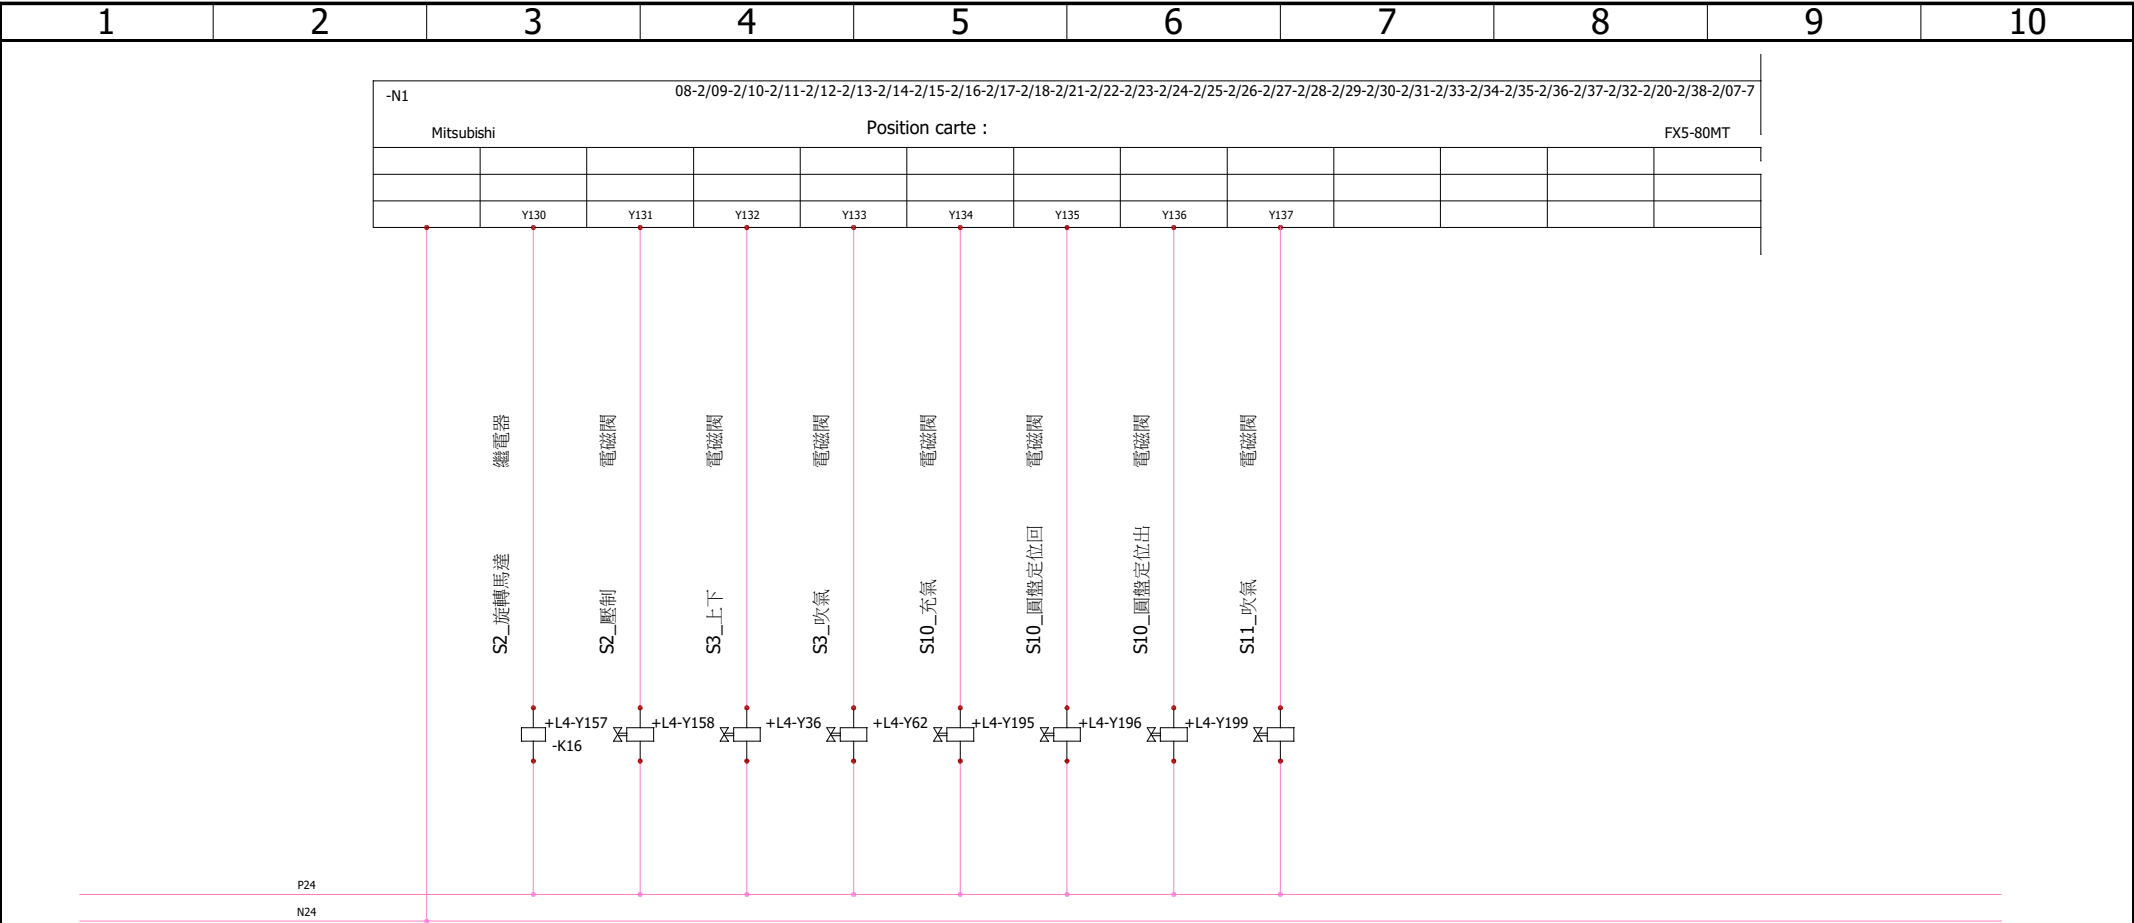 1 2 3 4 5 6 7 8 9 10
-N1 08-2/09-2/10-2/11-2/12-2/13-2/14-2/15-2/16-2/17-2/18-2/21-2/22-2/23-2/24-2/25-2/26-2/27-2/28-2/29-2/30-2/31-2/33-2/34-2/35-2/36-2/37-2/32-2/20-2/38-2/07-7
Mitsubishi Position carte : FX5-80MT
Y130 Y131 Y132 Y133 Y134 Y135 Y136 Y137
S2_旋轉馬達 繼電器
S2_壓制 電磁閥
S3_上下 電磁閥
S3_吹氣 電磁閥
S10_充氣 電磁閥
S10_圓盤定位回 電磁閥
S10_圓盤定位出 電磁閥
S11_吹氣 電磁閥
+L4-Y157 +L4-Y158 +L4-Y36 +L4-Y62 +L4-Y195 +L4-Y196 +L4-Y199
-K16
P24
N24